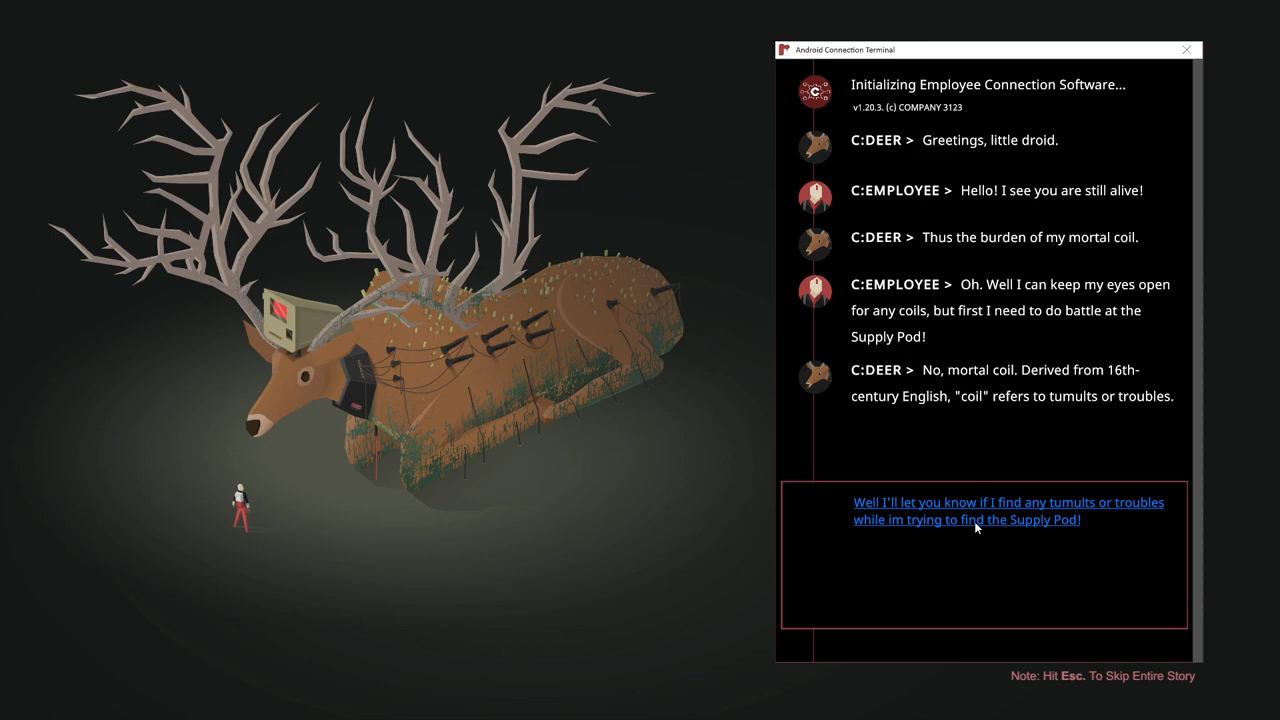 Android Connection Terminal
Initializing Employee Connection Software...
v1.20.3. (c) COMPANY 3123
C:DEER > Greetings, little droid.
C:EMPLOYEE > Hello! I see you are still alive!
C:DEER > Thus the burden of my mortal coil.
C:EMPLOYEE > Oh. Well I can keep my eyes open
for any coils, but first I need to do battle at the
Supply Pod!
C:DEER > No, mortal coil. Derived from 16th-
century English, "coil" refers to tumults or troubles.
Well I'll let you know if I find any tumults or troubles
while im trying to find the Supply Pod!
Note: Hit Esc. To Skip Entire Story